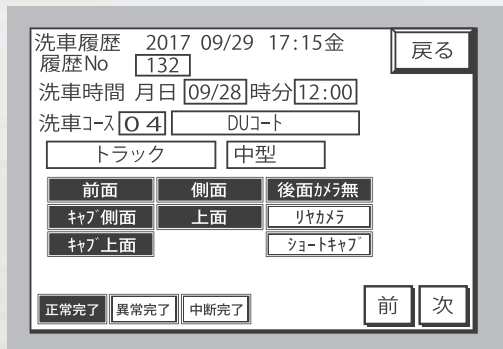 洗車履歴 2017 09/29 17:15金 戻る
履歴No 132
洗車時間 月日 09/28 時分 12:00
洗車ｺｰｽ 04 DUｺｰﾄ
トラック 中型
前面 側面 後面ｶﾒﾗ無
ｷｬﾌﾞ側面 上面 ﾘﾔｶﾒﾗ
ｷｬﾌﾞ上面 ｼｮｰﾄｷｬﾌﾞ
正常完了 異常完了 中断完了 前 次